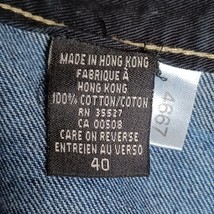 MADE IN HONG KONG
FABRIQUE À
HONG KONG
100% COTTON/COTON
RN 35527
CA 00508
CARE ON REVERSE
ENTREIEN AU VERSO
40
4667